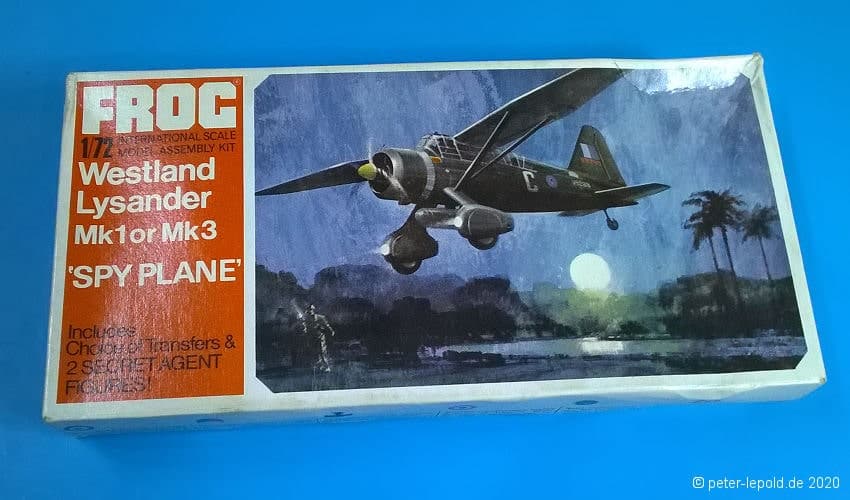 FROG
1/72 INTERNATIONAL SCALE
MODEL ASSEMBLY KIT
Westland
Lysander
Mk1 or Mk3
'SPY PLANE'
Includes
Choice of Transfers &
2 SECRET AGENT
FIGURES!
C
© peter-lepold.de 2020